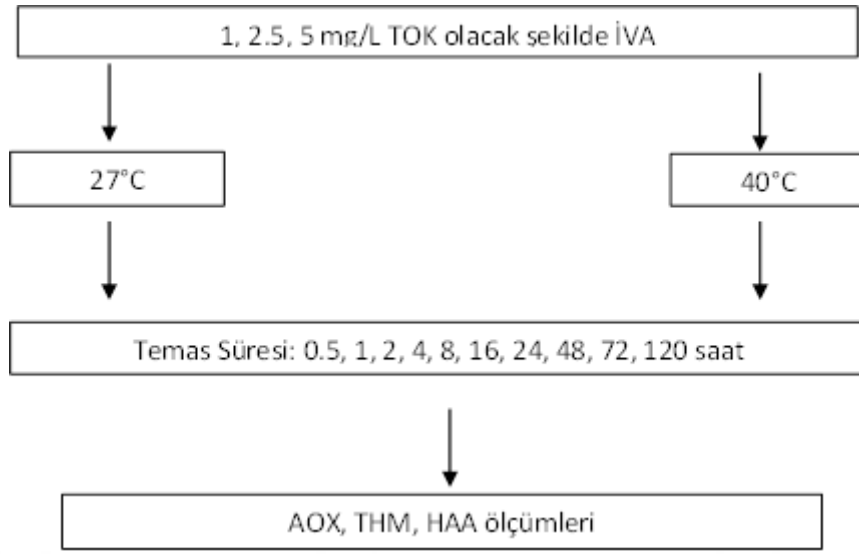 1, 2.5, 5 mg/L TOK olacak şekilde İVA
27°C
40°C
Temas Süresi: 0.5, 1, 2, 4, 8, 16, 24, 48, 72, 120 saat
AOX, THM, HAA ölçümleri